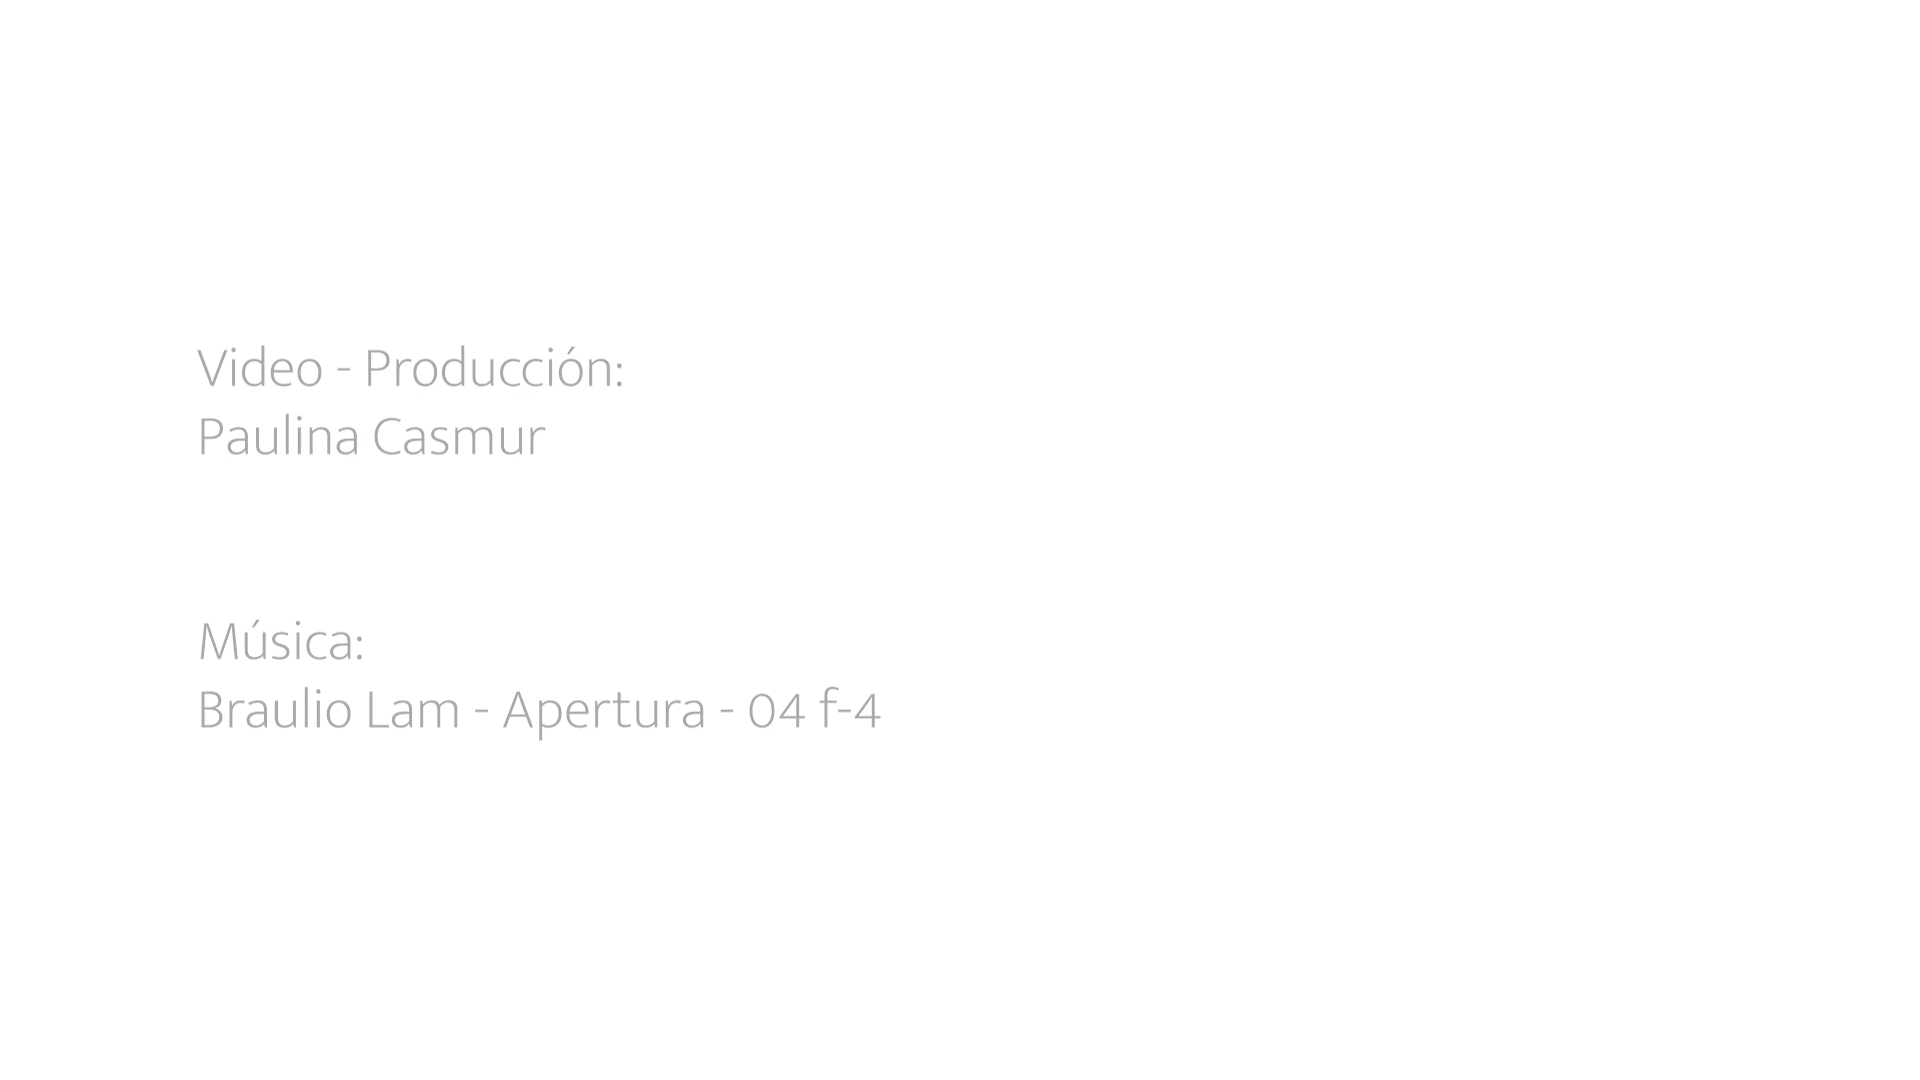 Video - Producción:
Paulina Casmur
Música:
Braulio Lam - Apertura - 04 f-4